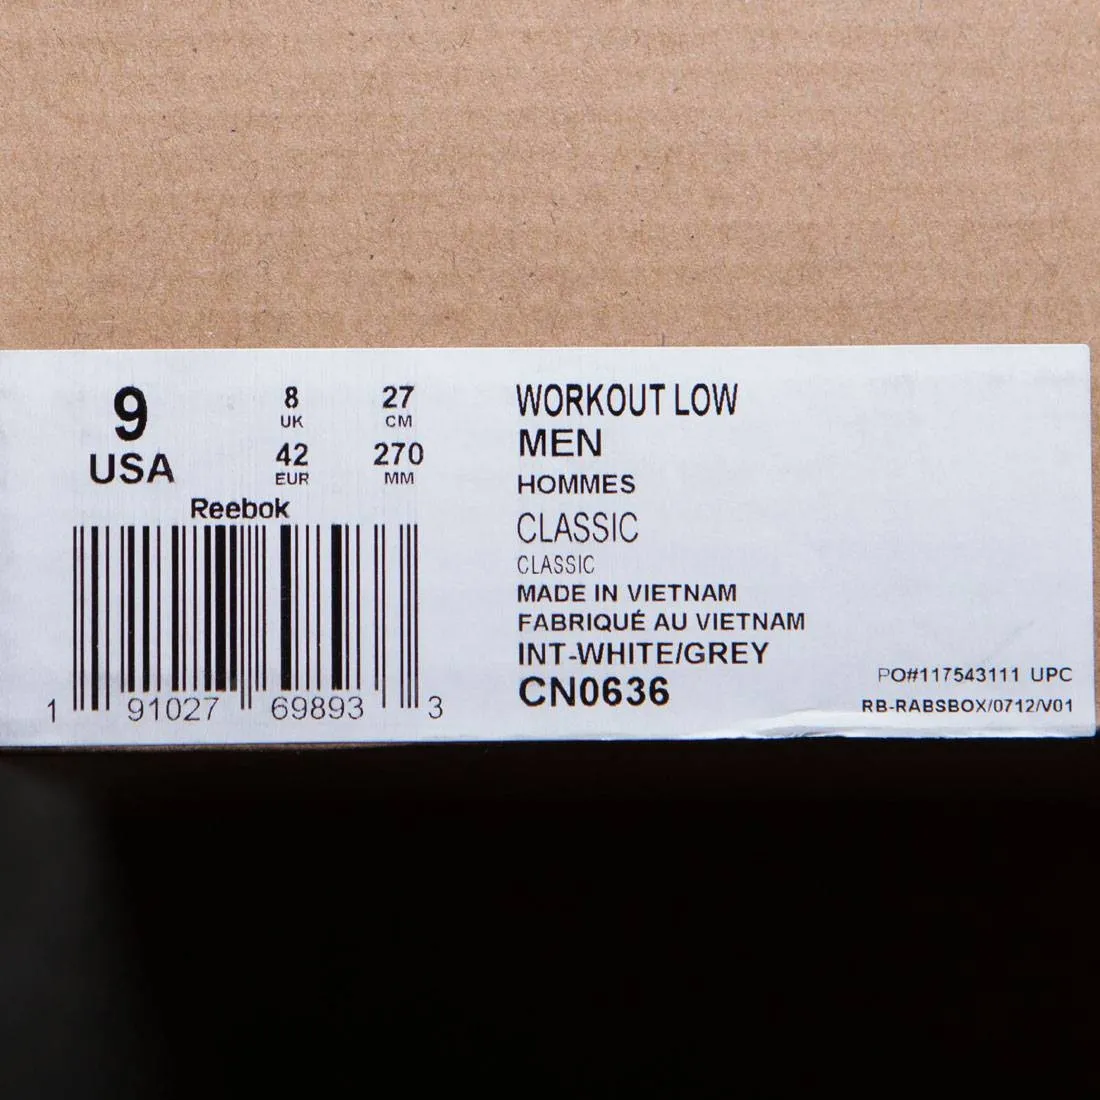 9
USA
8
UK
42
EUR
27
CM
270
MM
Reebok
1 91027 69893 3
WORKOUT LOW
MEN
HOMMES
CLASSIC
CLASSIC
MADE IN VIETNAM
FABRIQUÉ AU VIETNAM
INT-WHITE/GREY
CN0636
PO#117543111 UPC
RB-RABSBOX/0712/V01